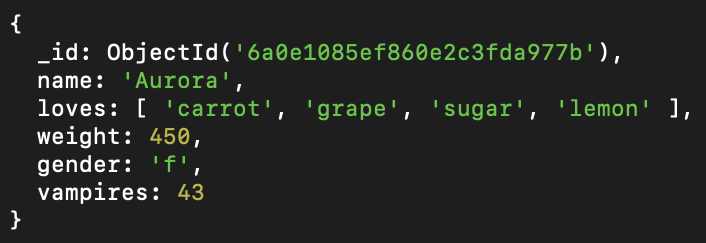 {
  _id: ObjectId('6a0e1085ef860e2c3fda977b'),
  name: 'Aurora',
  loves: [ 'carrot', 'grape', 'sugar', 'lemon' ],
  weight: 450,
  gender: 'f',
  vampires: 43
}